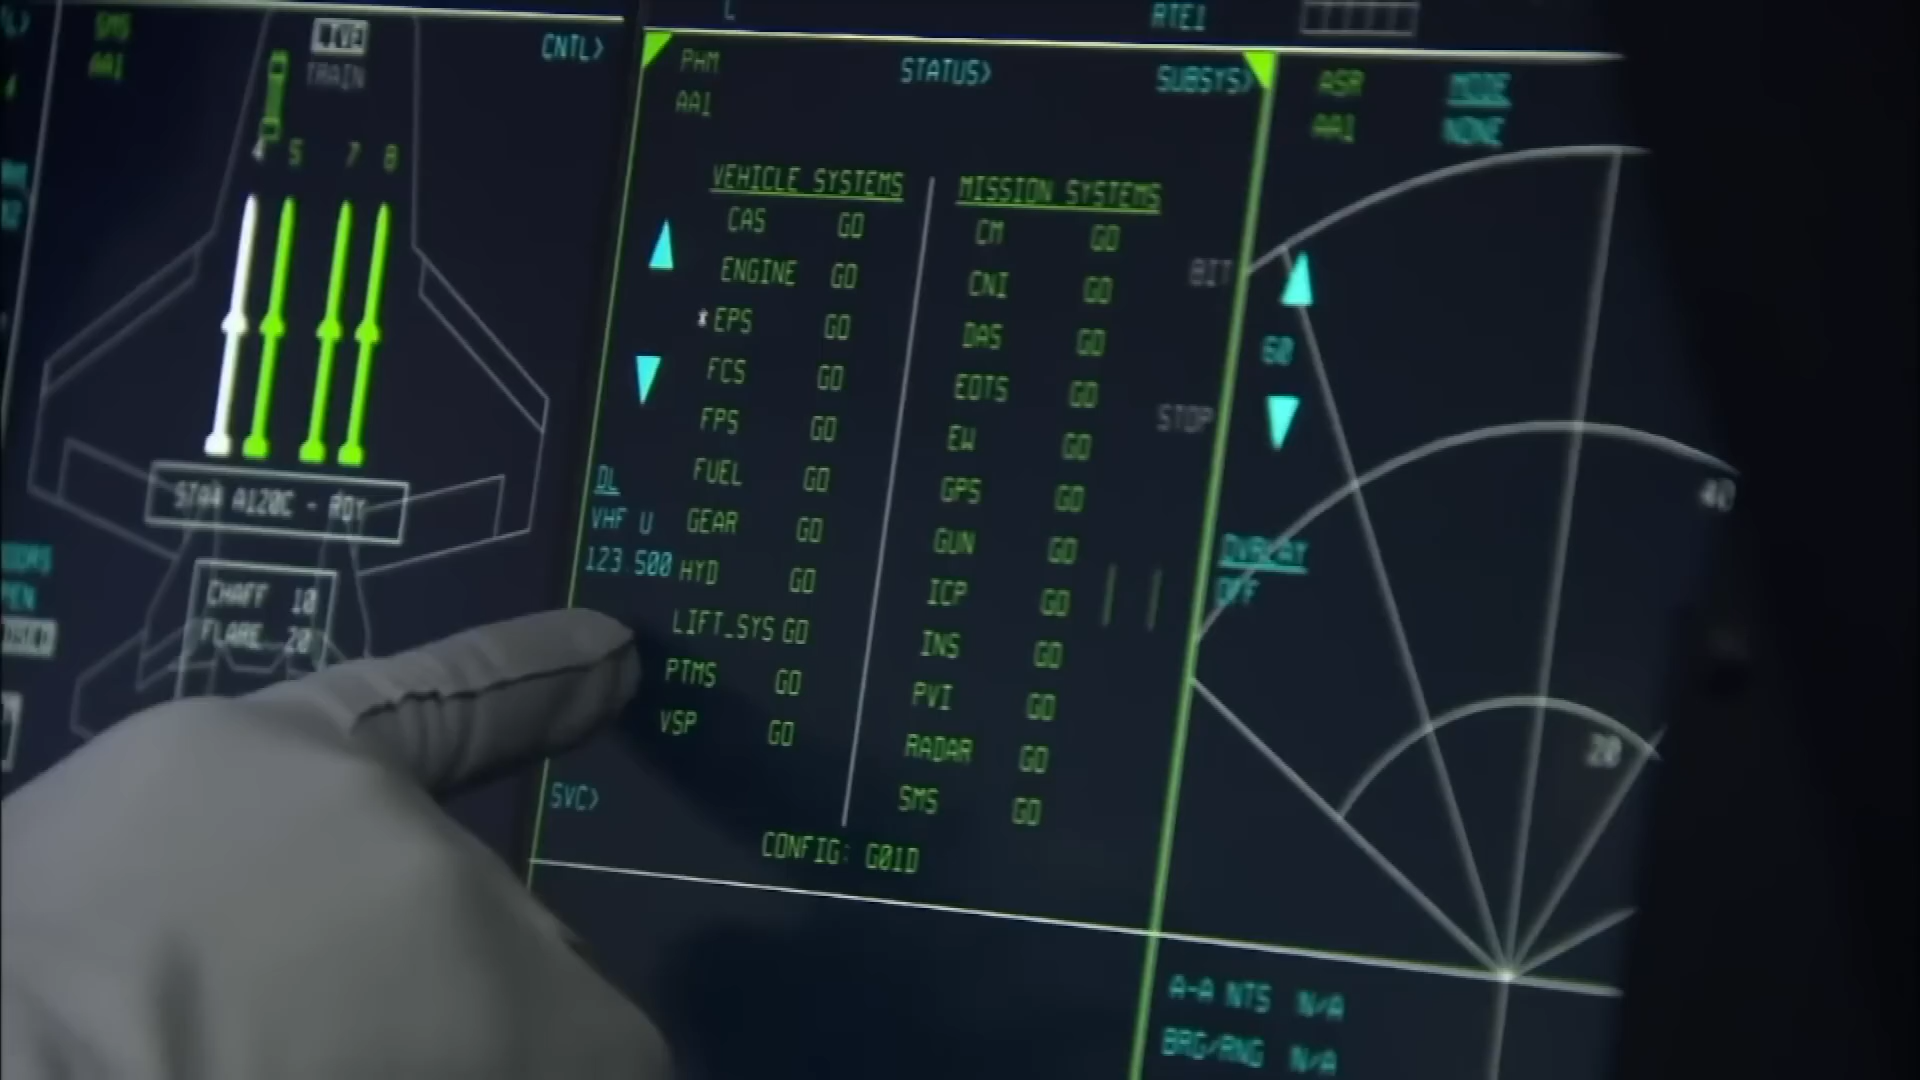 SMS
AA1
TRAIN
CNTL>
4 5 7 8
STA4 A120C - RDY
CHAFF 10
FLARE 20
RTE1
PHM
AA1
STATUS>
SUBSYS>
VEHICLE SYSTEMS
CAS GO
ENGINE GO
*EPS GO
FCS GO
FPS GO
FUEL GO
GEAR GO
HYD GO
LIFT_SYS GO
PTMS GO
VSP GO
MISSION SYSTEMS
CM GO
CNI GO
DAS GO
EOTS GO
EW GO
GPS GO
GUN GO
ICP GO
INS GO
PVI GO
RADAR GO
SMS GO
BIT
STOP
DL
VHF U
123.500
SVC>
CONFIG: G01D
ASR
AA1
MODE
NONE
60
40
20
OVRLAY
OFF
A-A NTS N/A
BRG/RNG N/A